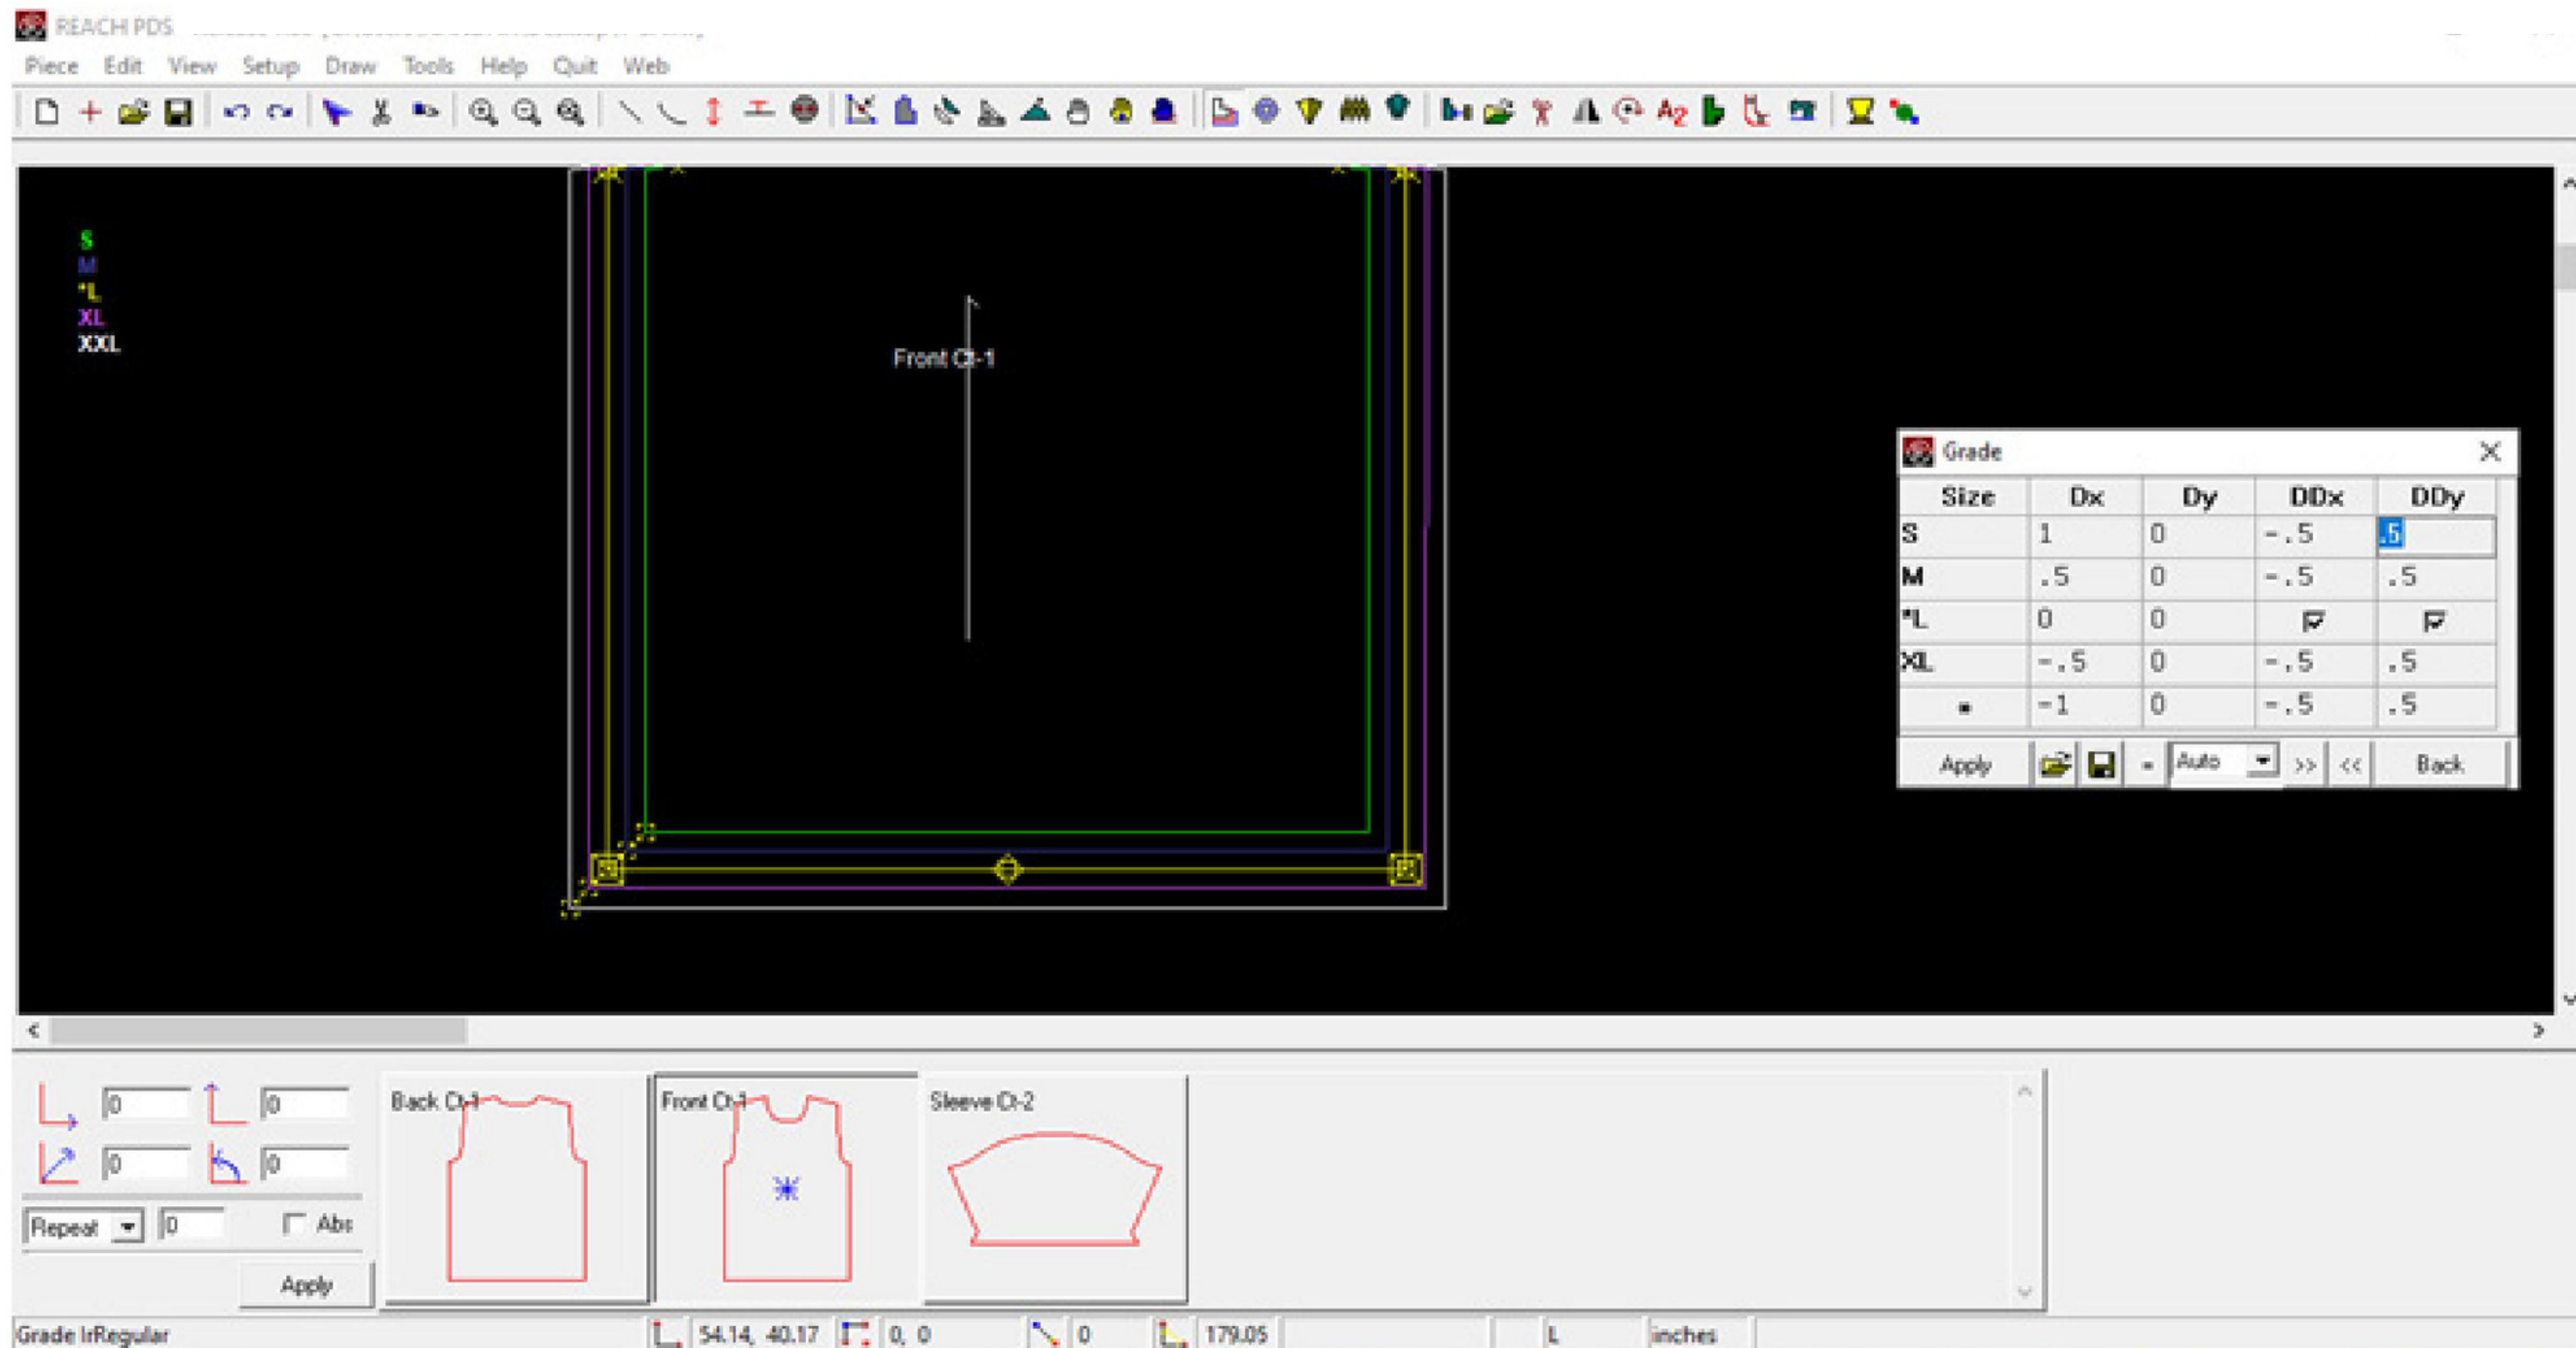 REACH PDS
Piece Edit View Setup Draw Tools Help Quit Web
S
M
*L
XL
XXL
Front Ct-1
Grade
Size Dx Dy DDx DDy
S 1 0 -.5 .5
M .5 0 -.5 .5
*L 0 0
XL -.5 0 -.5 .5
-1 0 -.5 .5
Apply Auto >> << Back
0 0
0 0
Repeat 0 Abs
Apply
Back Ct-1 Front Ct-1 Sleeve Ct-2
Grade IrRegular 54.14, 40.17 0, 0 0 179.05 L inches